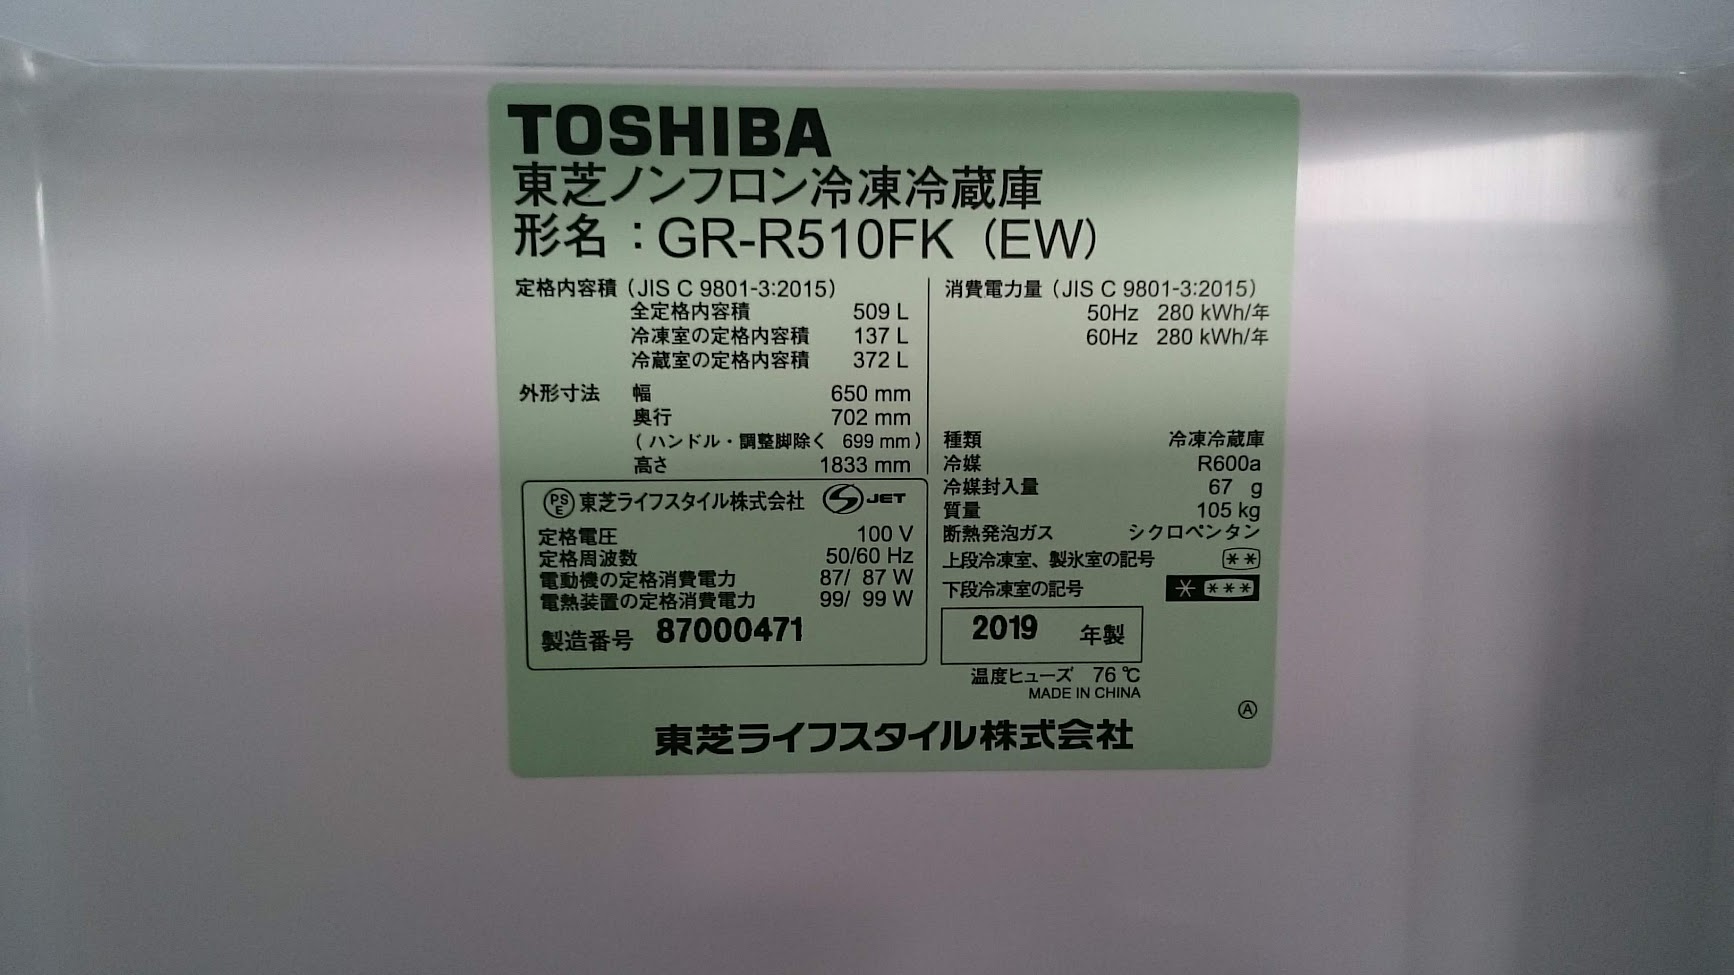 TOSHIBA
東芝ノンフロン冷凍冷蔵庫
形名：GR-R510FK (EW)
定格内容積 (JIS C 9801-3:2015)
全定格内容積 509 L
冷凍室の定格内容積 137 L
冷蔵室の定格内容積 372 L
外形寸法 幅 650 mm
奥行 702 mm
(ハンドル・調整脚除く 699 mm)
高さ 1833 mm
PSE 東芝ライフスタイル株式会社 S JET
定格電圧 100 V
定格周波数 50/60 Hz
電動機の定格消費電力 87/ 87 W
電熱装置の定格消費電力 99/ 99 W
製造番号 87000471
消費電力量 (JIS C 9801-3:2015)
50Hz 280 kWh/年
60Hz 280 kWh/年
種類 冷凍冷蔵庫
冷媒 R600a
冷媒封入量 67 g
質量 105 kg
断熱発泡ガス シクロペンタン
上段冷凍室、製氷室の記号 **
下段冷凍室の記号 * ***
2019 年製
温度ヒューズ 76 ℃
MADE IN CHINA
Ⓐ
東芝ライフスタイル株式会社